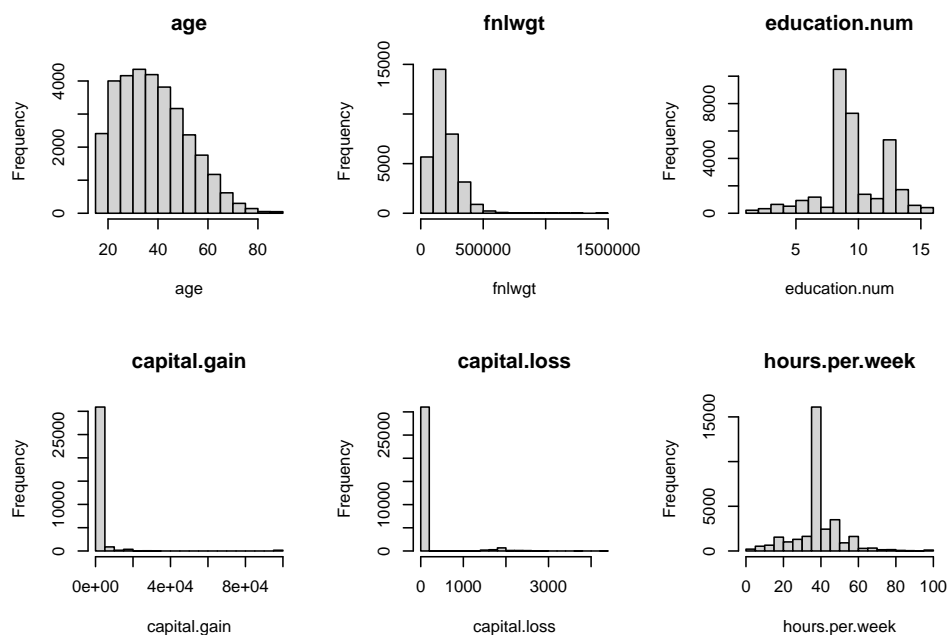 age
Frequency
0 2000 4000
20 40 60 80
age
fnlwgt
Frequency
0 5000 15000
0 500000 1500000
fnlwgt
education.num
Frequency
0 4000 8000
5 10 15
education.num
capital.gain
Frequency
0 10000 25000
0e+00 4e+04 8e+04
capital.gain
capital.loss
Frequency
0 10000 25000
0 1000 3000
capital.loss
hours.per.week
Frequency
0 5000 15000
0 20 40 60 80 100
hours.per.week